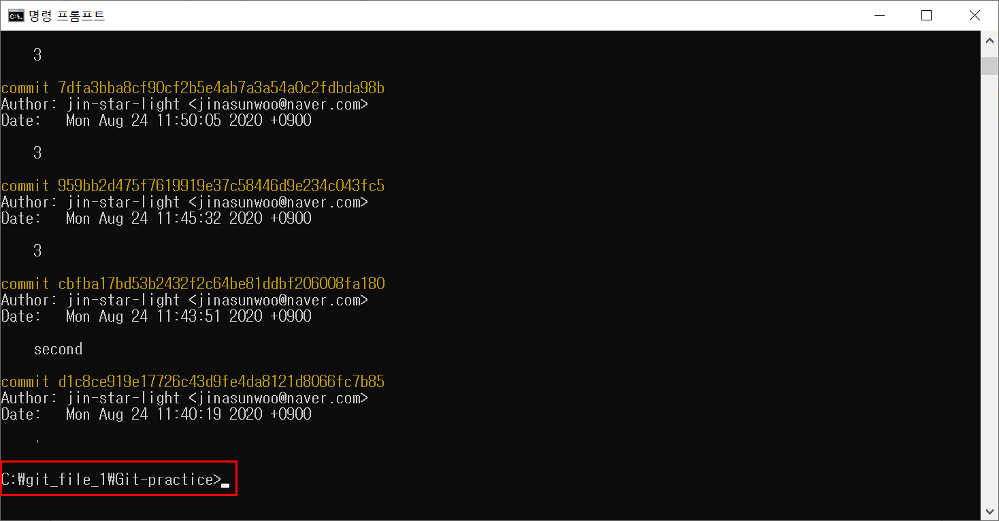 명령 프롬프트
3
commit 7dfa3bba8cf90cf2b5e4ab7a3a54a0c2fdbda98b
Author: jin-star-light <jinasunwoo@naver.com>
Date:   Mon Aug 24 11:50:05 2020 +0900
3
commit 959bb2d475f7619919e37c58446d9e234c043fc5
Author: jin-star-light <jinasunwoo@naver.com>
Date:   Mon Aug 24 11:45:32 2020 +0900
3
commit cbfba17bd53b2432f2c64be81ddbf206008fa180
Author: jin-star-light <jinasunwoo@naver.com>
Date:   Mon Aug 24 11:43:51 2020 +0900
second
commit d1c8ce919e17726c43d9fe4da8121d8066fc7b85
Author: jin-star-light <jinasunwoo@naver.com>
Date:   Mon Aug 24 11:40:19 2020 +0900
'
C:₩git_file_1₩Git-practice>